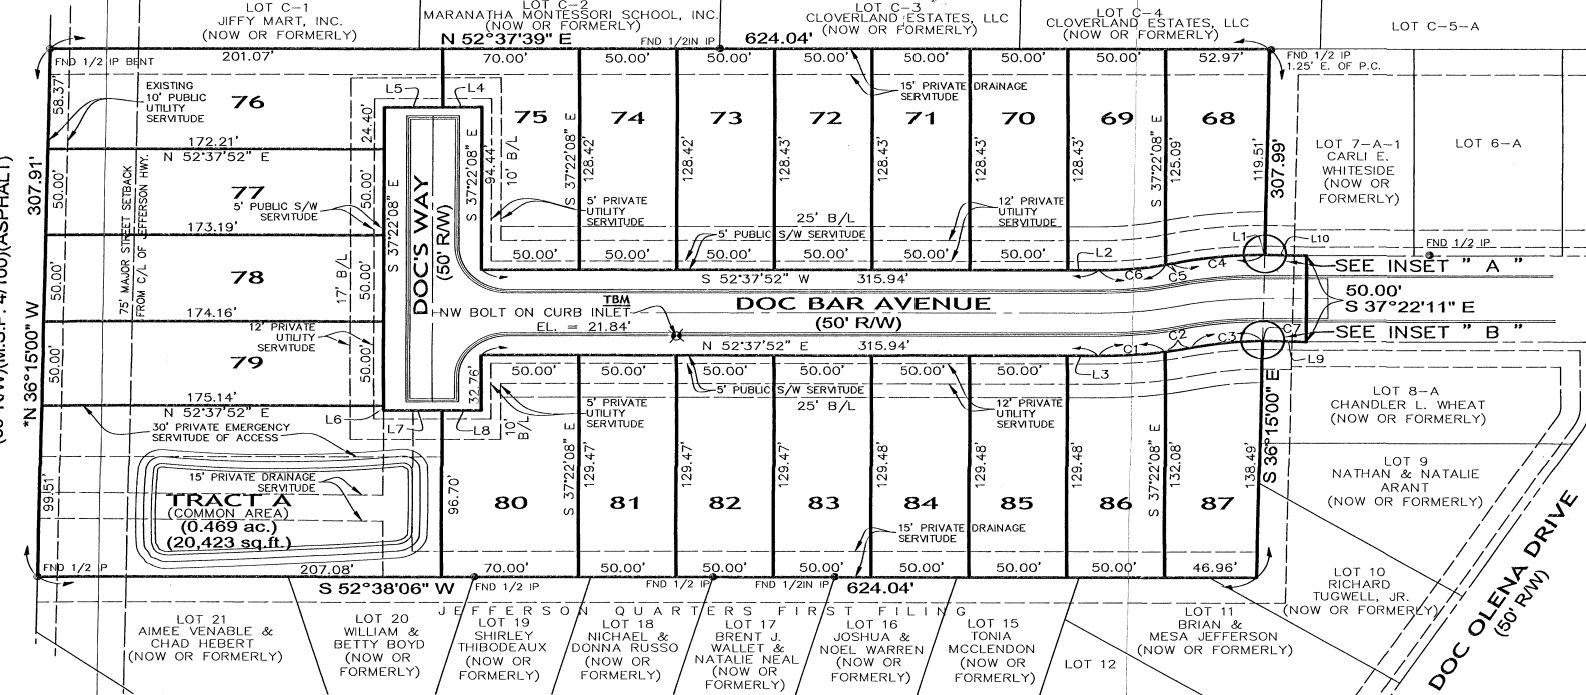 LOT C-1
JIFFY MART, INC.
(NOW OR FORMERLY)
LOT C-2
MARANATHA MONTESSORI SCHOOL, INC.
(NOW OR FORMERLY)
LOT C-3
CLOVERLAND ESTATES, LLC
(NOW OR FORMERLY)
LOT C-4
CLOVERLAND ESTATES, LLC
(NOW OR FORMERLY)
LOT C-5-A
N 52°37'39" E
FND 1/2IN IP
624.04'
FND 1/2 IP BENT
201.07'
70.00'
50.00'
50.00'
50.00'
50.00'
50.00'
50.00'
52.97'
FND 1/2 IP
1.25' E. OF P.C.
58.37'
EXISTING
10' PUBLIC
UTILITY
SERVITUDE
76
L5
L4
24.40'
15' PRIVATE DRAINAGE
SERVITUDE
75
74
73
72
71
70
69
68
172.21'
N 52°37'52" E
S 37°22'08" E
94.44'
10' B/L
S 37°22'08" E
128.42'
128.42'
128.43'
128.43'
128.43'
128.43'
S 37°22'08" E
125.09'
119.51'
307.99'
LOT 7-A-1
CARLI E.
WHITESIDE
(NOW OR
FORMERLY)
LOT 6-A
307.91'
50.00'
77
50.00'
5' PUBLIC S/W
SERVITUDE
173.19'
75' MAJOR STREET SETBACK
FROM C/L OF JEFFERSON HWY.
S 37°22'08" E
DOC'S WAY
(50' R/W)
5' PRIVATE
UTILITY
SERVITUDE
12' PRIVATE
UTILITY
SERVITUDE
25' B/L
5' PUBLIC S/W SERVITUDE
50.00'
50.00'
50.00'
50.00'
50.00'
50.00'
L2
L1
L10
FND 1/2 IP
C6
C5
C4
S 52°37'52" W
315.94'
SEE INSET " A "
50.00'
78
17' B/L
50.00'
174.16'
TBM
NW BOLT ON CURB INLET
EL. = 21.84'
DOC BAR AVENUE
(50' R/W)
50.00'
S 37°22'11" E
SEE INSET " B "
*N 36°15'00" W
12' PRIVATE
UTILITY
SERVITUDE
50.00'
79
50.00'
175.14'
N 52°37'52" E
N 52°37'52" E
315.94'
C1
C2
C3
C7
L9
L3
32.76'
50.00'
50.00'
50.00'
50.00'
50.00'
50.00'
5' PUBLIC S/W SERVITUDE
25' B/L
5' PRIVATE
UTILITY
SERVITUDE
12' PRIVATE
UTILITY
SERVITUDE
10'
B/L
L6
L7
L8
30' PRIVATE EMERGENCY
SERVITUDE OF ACCESS
S 36°15'00" E
LOT 8-A
CHANDLER L. WHEAT
(NOW OR FORMERLY)
LOT 9
NATHAN & NATALIE
ARANT
(NOW OR FORMERLY)
99.51'
15' PRIVATE DRAINAGE
SERVITUDE
TRACT A
(COMMON AREA)
(0.469 ac.)
(20,423 sq.ft.)
96.70'
80
S 37°22'08" E
129.47'
81
129.47'
82
129.47'
83
129.48'
84
129.48'
85
129.48'
86
S 37°22'08" E
132.08'
87
138.49'
15' PRIVATE DRAINAGE
SERVITUDE
FND 1/2 IP
207.08'
70.00'
50.00'
50.00'
50.00'
50.00'
50.00'
50.00'
46.96'
S 52°38'06" W
FND 1/2 IP
FND 1/2 IP
FND 1/2IN IP
624.04'
JEFFERSON QUARTERS FIRST FILING
LOT 21
AIMEE VENABLE &
CHAD HEBERT
(NOW OR FORMERLY)
LOT 20
WILLIAM &
BETTY BOYD
(NOW OR
FORMERLY)
LOT 19
SHIRLEY
THIBODEAUX
(NOW OR
FORMERLY)
LOT 18
NICHAEL &
DONNA RUSSO
(NOW OR
FORMERLY)
LOT 17
BRENT J.
WALLET &
NATALIE NEAL
(NOW OR
FORMERLY)
LOT 16
JOSHUA &
NOEL WARREN
(NOW OR
FORMERLY)
LOT 15
TONIA
MCCLENDON
(NOW OR
FORMERLY)
LOT 12
LOT 11
BRIAN &
MESA JEFFERSON
(NOW OR FORMERLY)
LOT 10
RICHARD
TUGWELL, JR.
(NOW OR FORMERLY)
DOC OLENA DRIVE
(50' R/W)